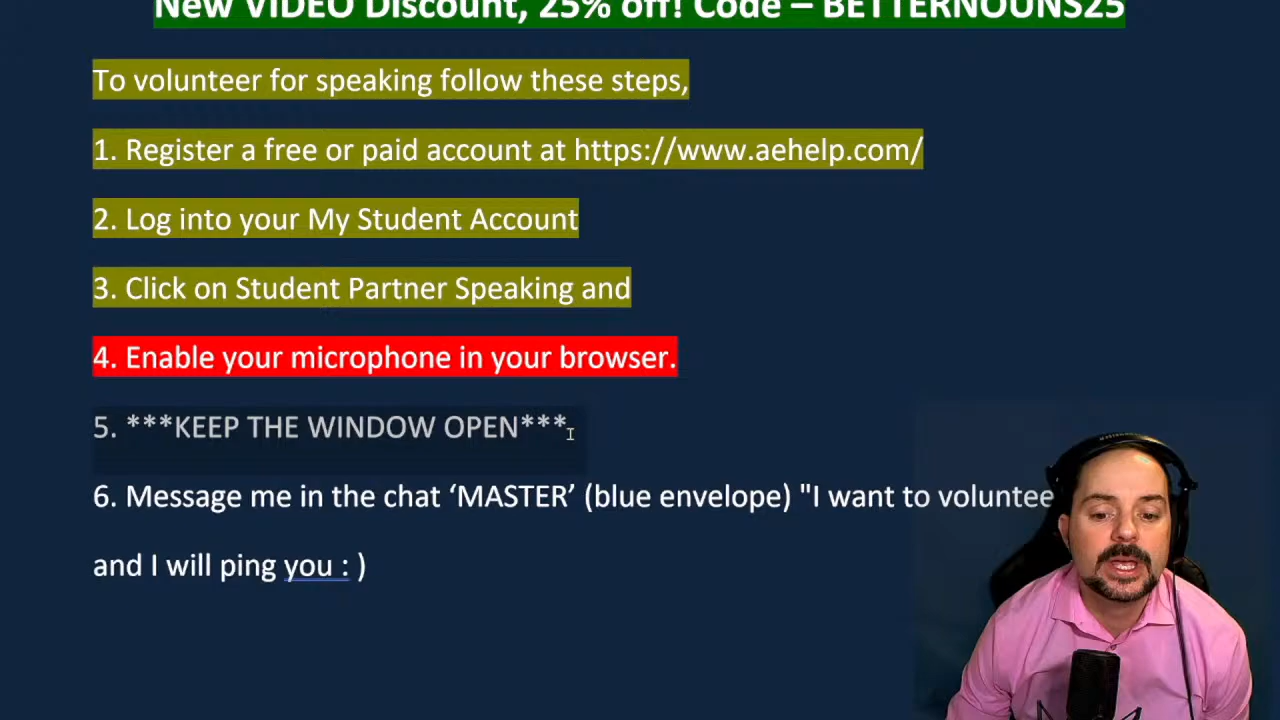 New VIDEO Discount, 25% off! Code – BETTERNOUNS25
To volunteer for speaking follow these steps,
1. Register a free or paid account at https://www.aehelp.com/
2. Log into your My Student Account
3. Click on Student Partner Speaking and
4. Enable your microphone in your browser.
5. ***KEEP THE WINDOW OPEN***
6. Message me in the chat ‘MASTER’ (blue envelope) "I want to voluntee
and I will ping you : )